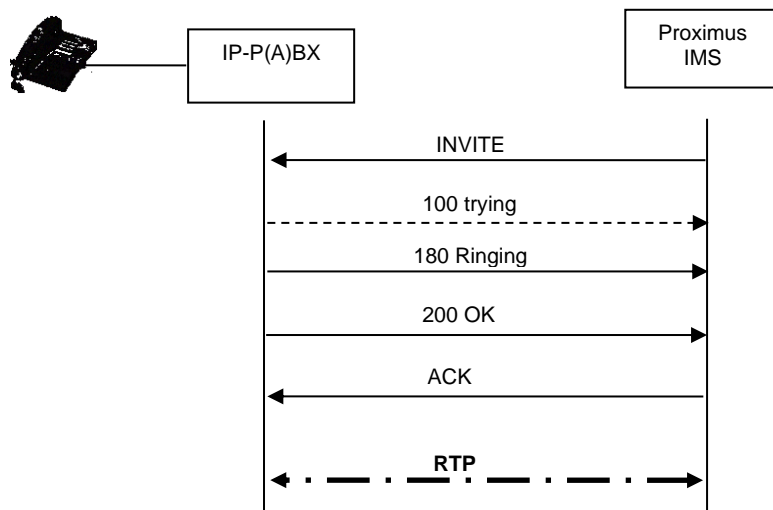 IP-P(A)BX
Proximus
IMS
INVITE
100 trying
180 Ringing
200 OK
ACK
RTP